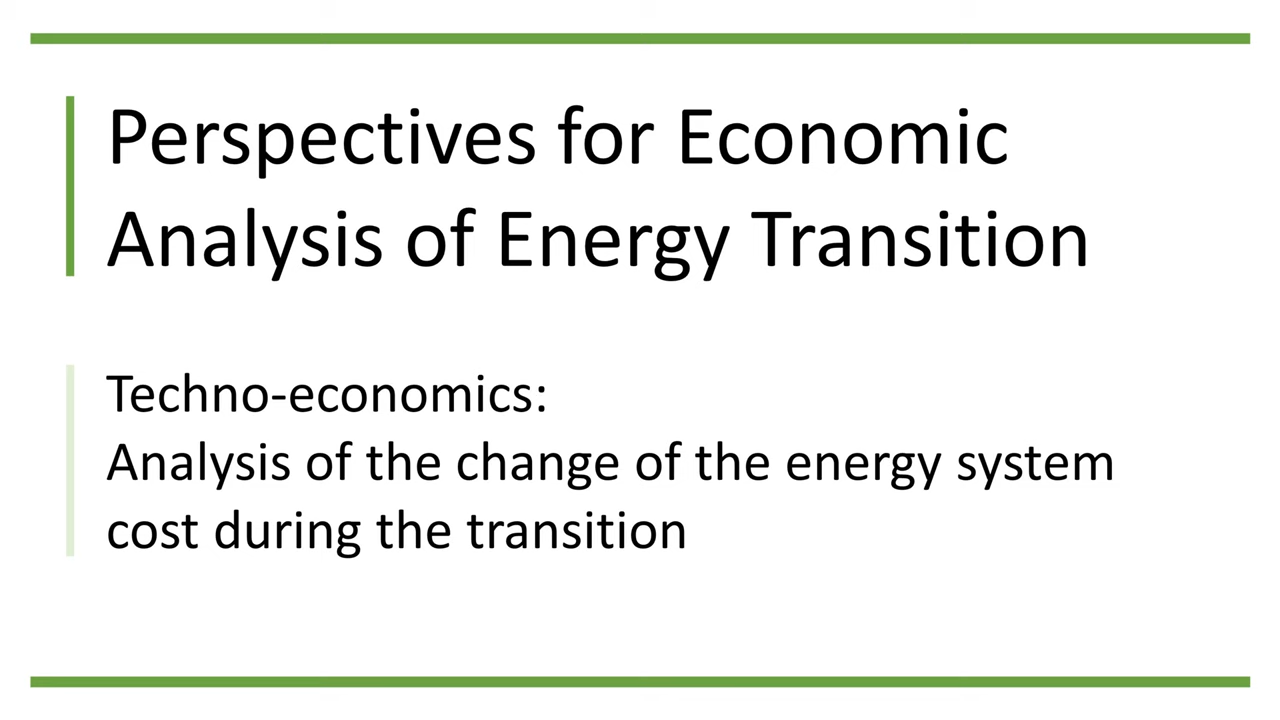 Perspectives for Economic
Analysis of Energy Transition
Techno-economics:
Analysis of the change of the energy system
cost during the transition